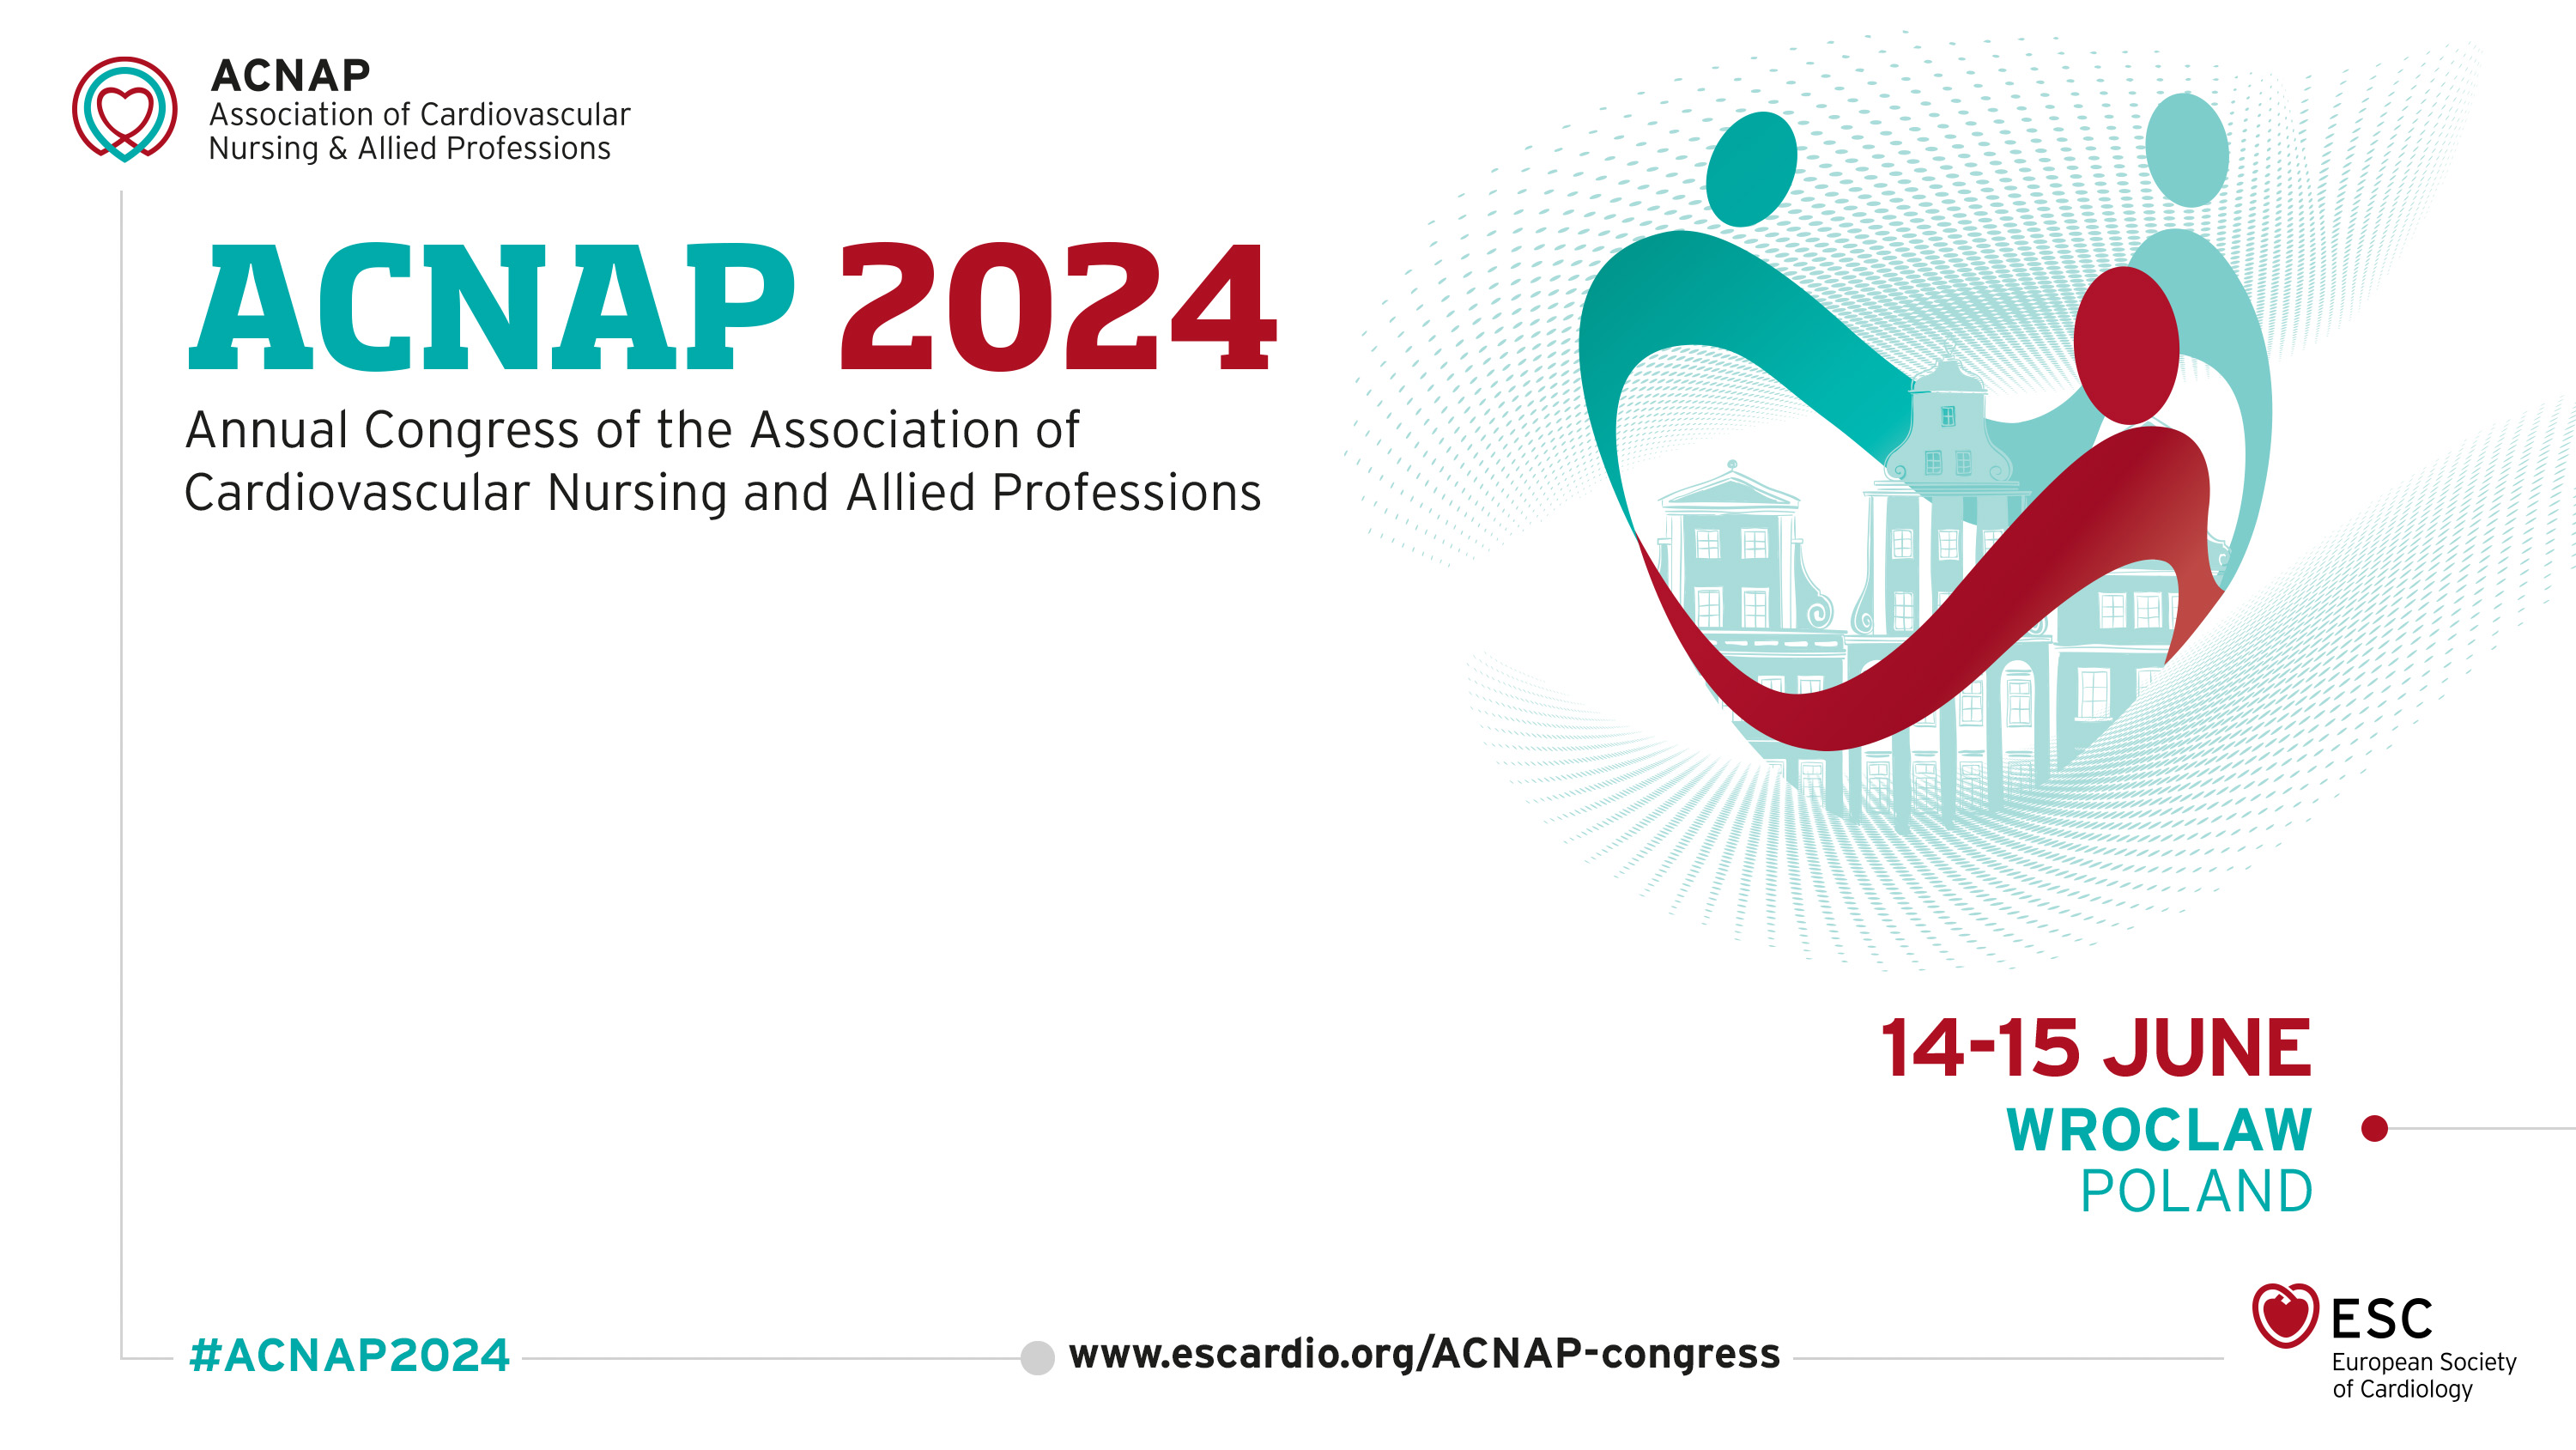 ACNAP
Association of Cardiovascular
Nursing & Allied Professions
ACNAP 2024
Annual Congress of the Association of
Cardiovascular Nursing and Allied Professions
14-15 JUNE
WROCLAW
POLAND
#ACNAP2024
www.escardio.org/ACNAP-congress
ESC
European Society
of Cardiology